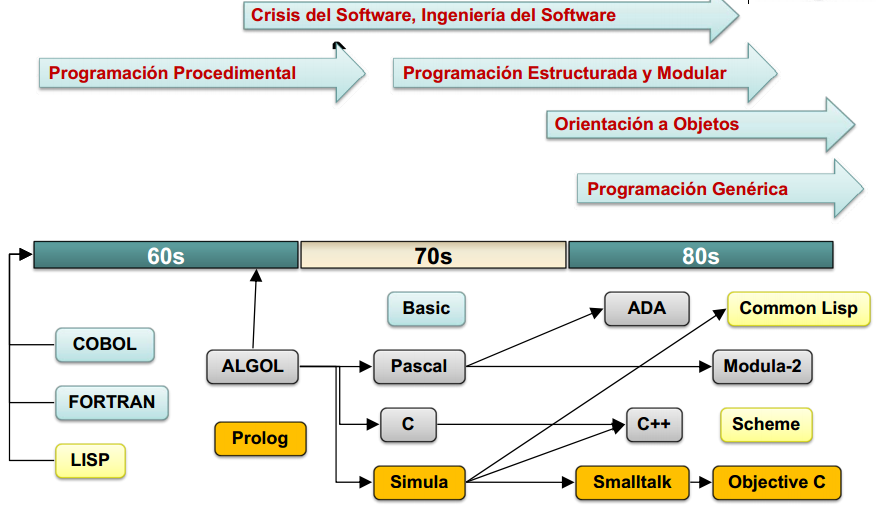 Crisis del Software, Ingeniería del Software
Programación Procedimental
Programación Estructurada y Modular
Orientación a Objetos
Programación Genérica
60s
70s
80s
Basic
ADA
Common Lisp
COBOL
ALGOL
Pascal
Modula-2
FORTRAN
C
C++
Scheme
Prolog
LISP
Simula
Smalltalk
Objective C